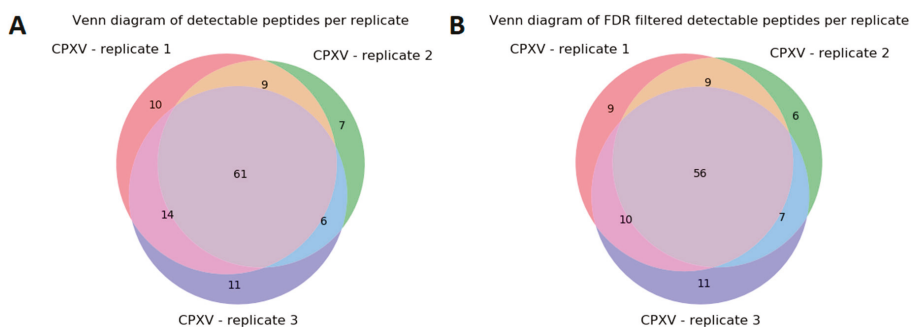 A
Venn diagram of detectable peptides per replicate
CPXV - replicate 1
CPXV - replicate 2
9
10
7
61
14
6
11
CPXV - replicate 3
B
Venn diagram of FDR filtered detectable peptides per replicate
CPXV - replicate 1
CPXV - replicate 2
9
9
6
56
10
7
11
CPXV - replicate 3